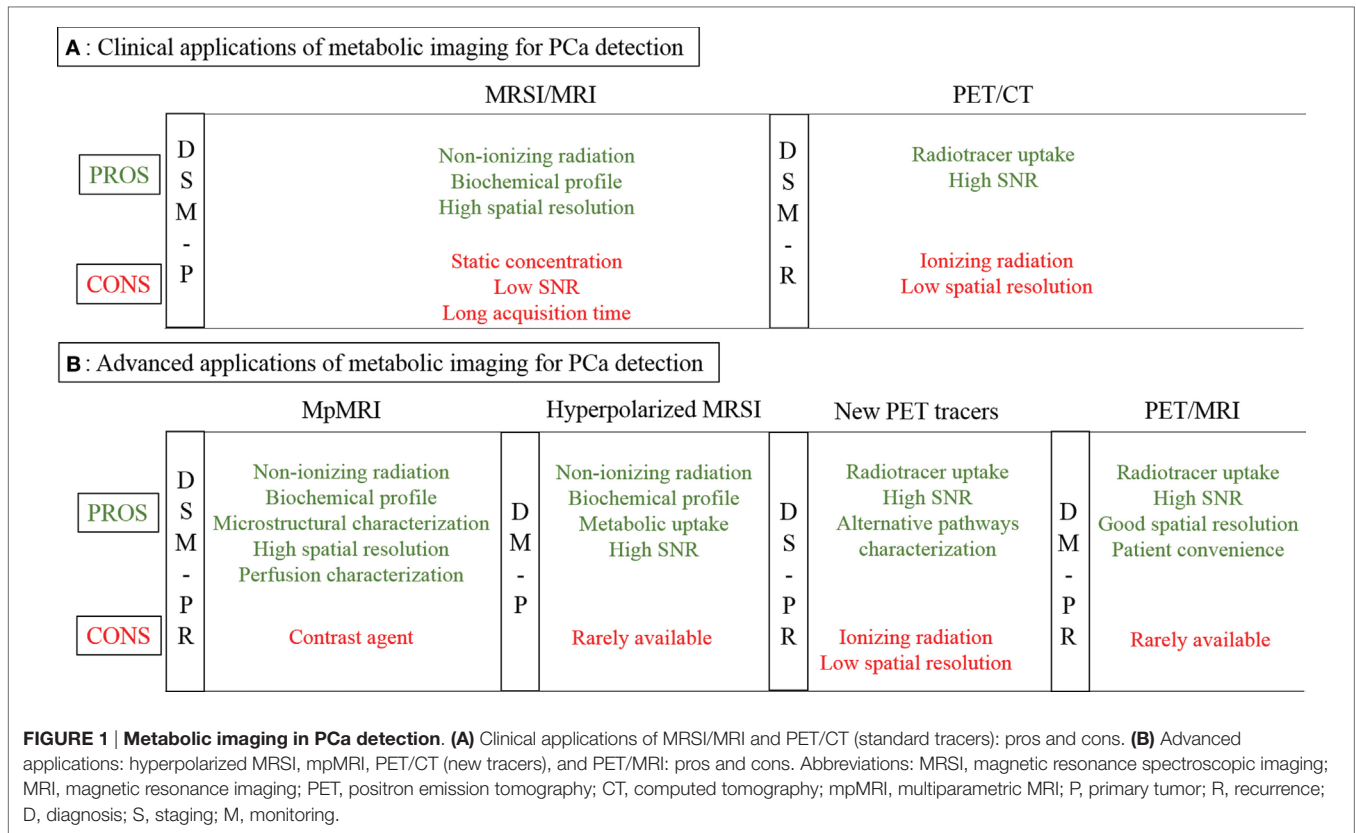 A : Clinical applications of metabolic imaging for PCa detection
MRSI/MRI
PET/CT
PROS
CONS
D
S
M
-
P
Non-ionizing radiation
Biochemical profile
High spatial resolution
Static concentration
Low SNR
Long acquisition time
D
S
M
-
R
Radiotracer uptake
High SNR
Ionizing radiation
Low spatial resolution
B : Advanced applications of metabolic imaging for PCa detection
MpMRI
Hyperpolarized MRSI
New PET tracers
PET/MRI
PROS
CONS
D
S
M
-
P
R
Non-ionizing radiation
Biochemical profile
Microstructural characterization
High spatial resolution
Perfusion characterization
Contrast agent
D
M
-
P
Non-ionizing radiation
Biochemical profile
Metabolic uptake
High SNR
Rarely available
D
S
-
P
R
Radiotracer uptake
High SNR
Alternative pathways
characterization
Ionizing radiation
Low spatial resolution
D
M
-
P
R
Radiotracer uptake
High SNR
Good spatial resolution
Patient convenience
Rarely available
FIGURE 1 | Metabolic imaging in PCa detection. (A) Clinical applications of MRSI/MRI and PET/CT (standard tracers): pros and cons. (B) Advanced
applications: hyperpolarized MRSI, mpMRI, PET/CT (new tracers), and PET/MRI: pros and cons. Abbreviations: MRSI, magnetic resonance spectroscopic imaging;
MRI, magnetic resonance imaging; PET, positron emission tomography; CT, computed tomography; mpMRI, multiparametric MRI; P, primary tumor; R, recurrence;
D, diagnosis; S, staging; M, monitoring.